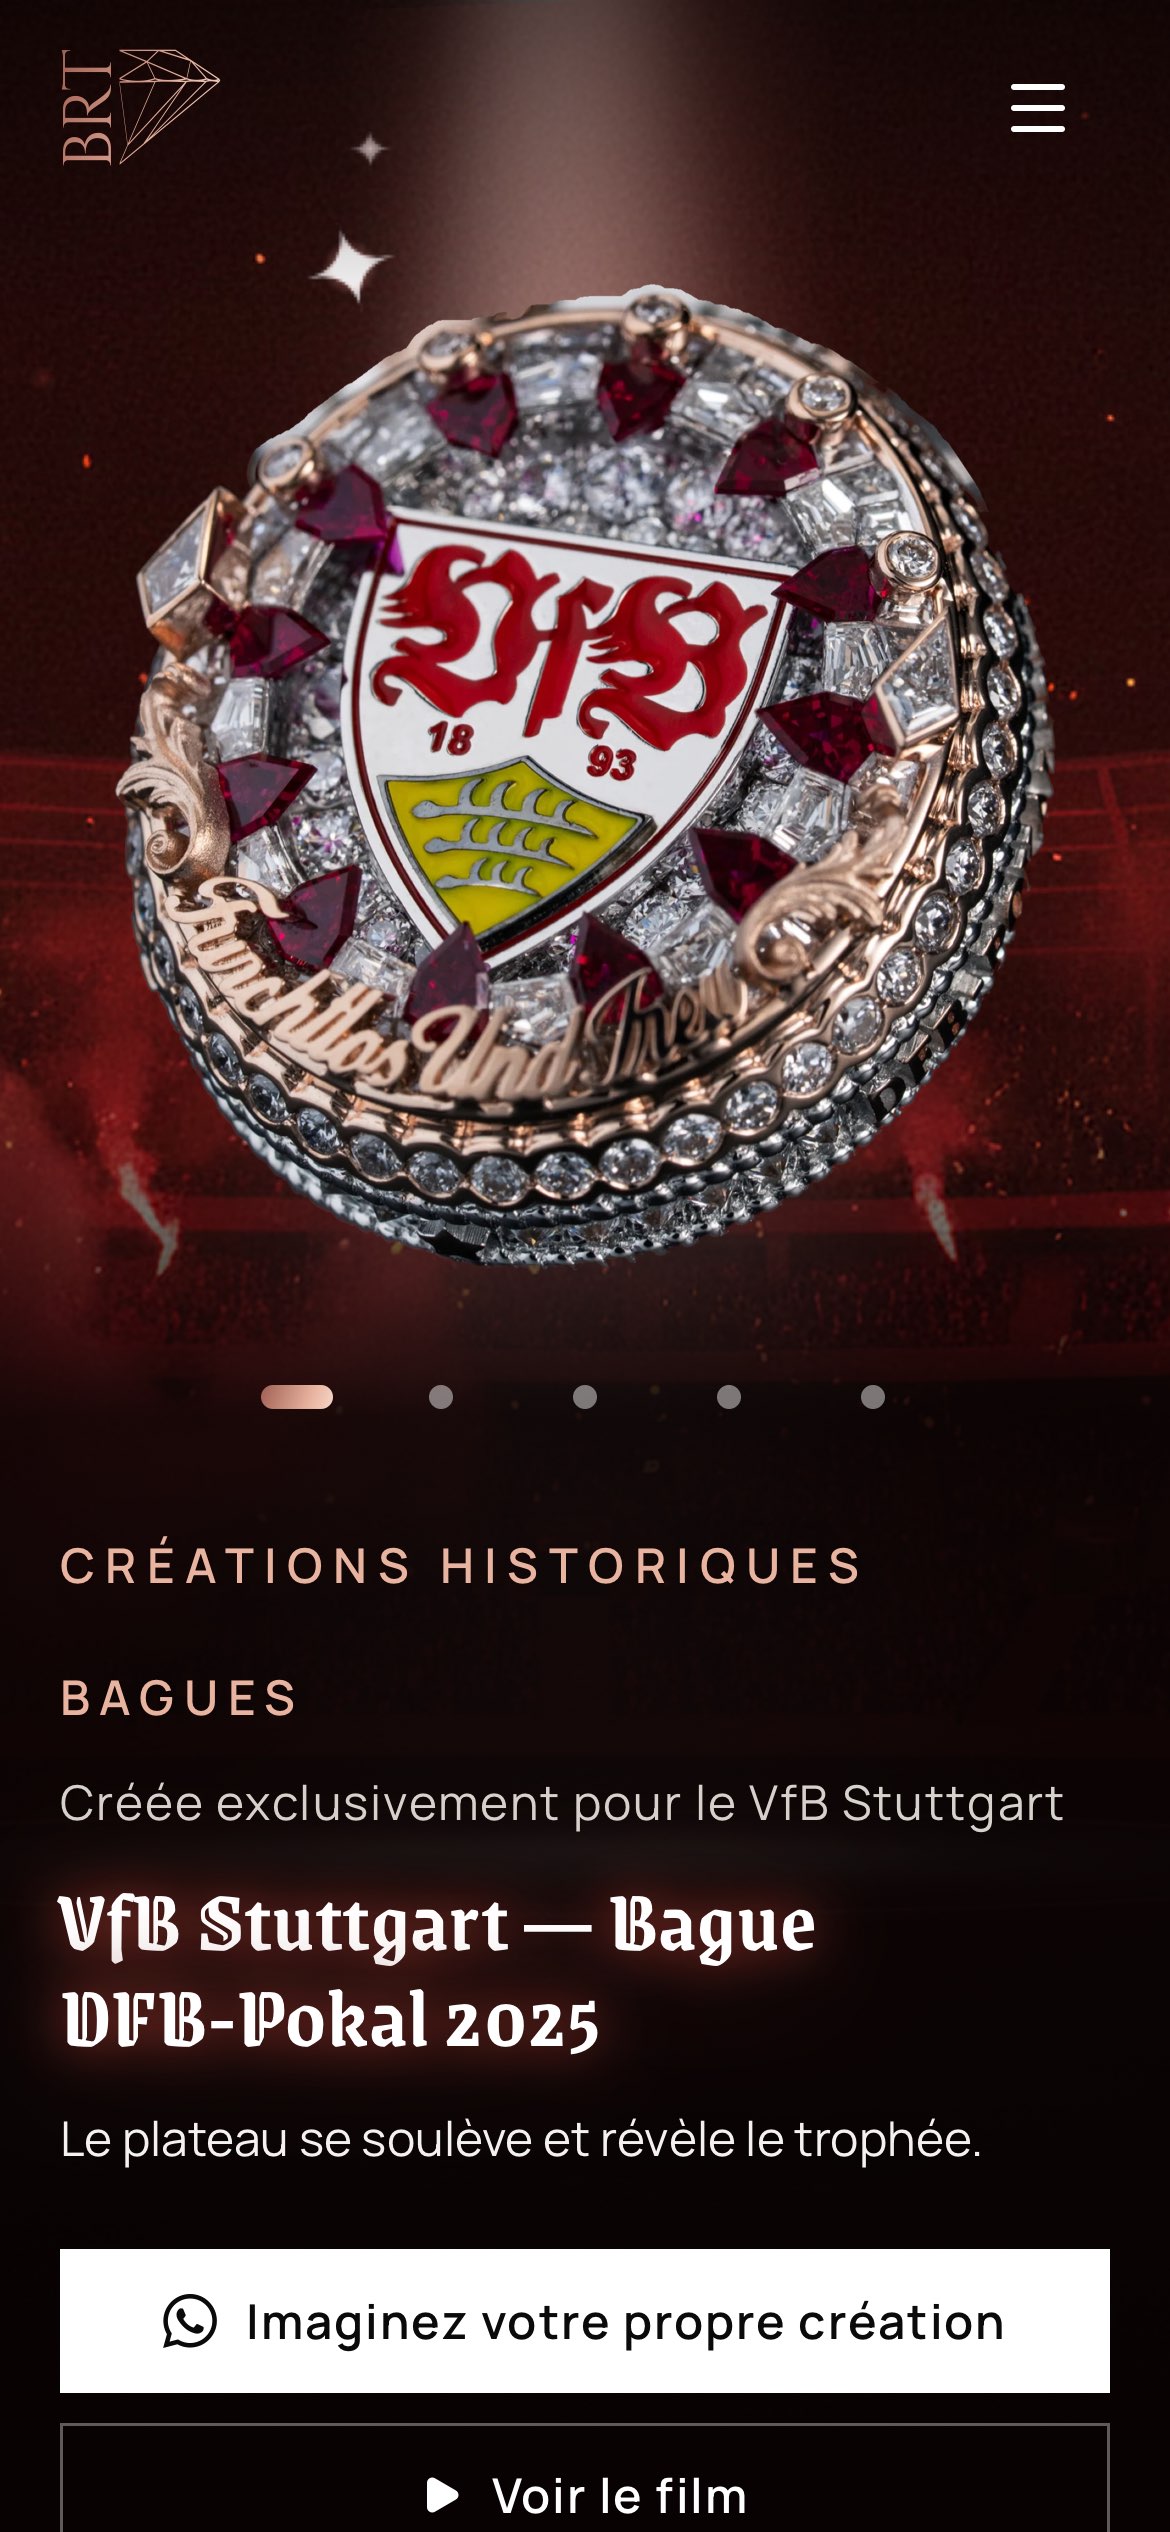 BRT
VfB
18 93
Furchtlos Und Treu
DFB
CRÉATIONS HISTORIQUES
BAGUES
Créée exclusivement pour le VfB Stuttgart
VfB Stuttgart — Bague
DFB-Pokal 2025
Le plateau se soulève et révèle le trophée.
Imaginez votre propre création
Voir le film